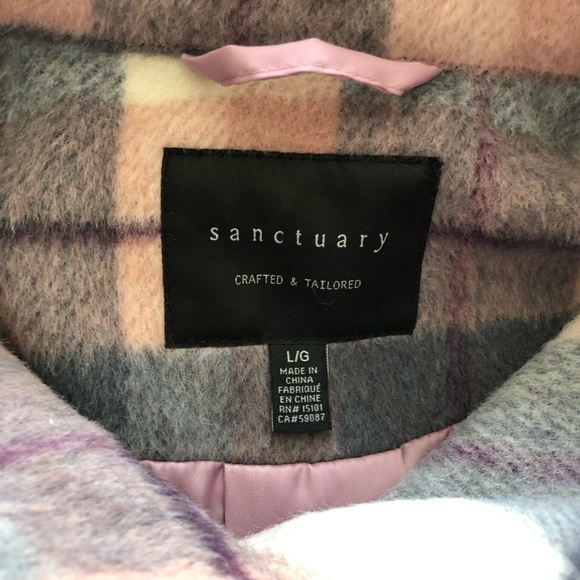 sanctuary
CRAFTED & TAILORED
L/G
MADE IN
CHINA
FABRIQUÉ
EN CHINE
RN# 15101
CA#59087